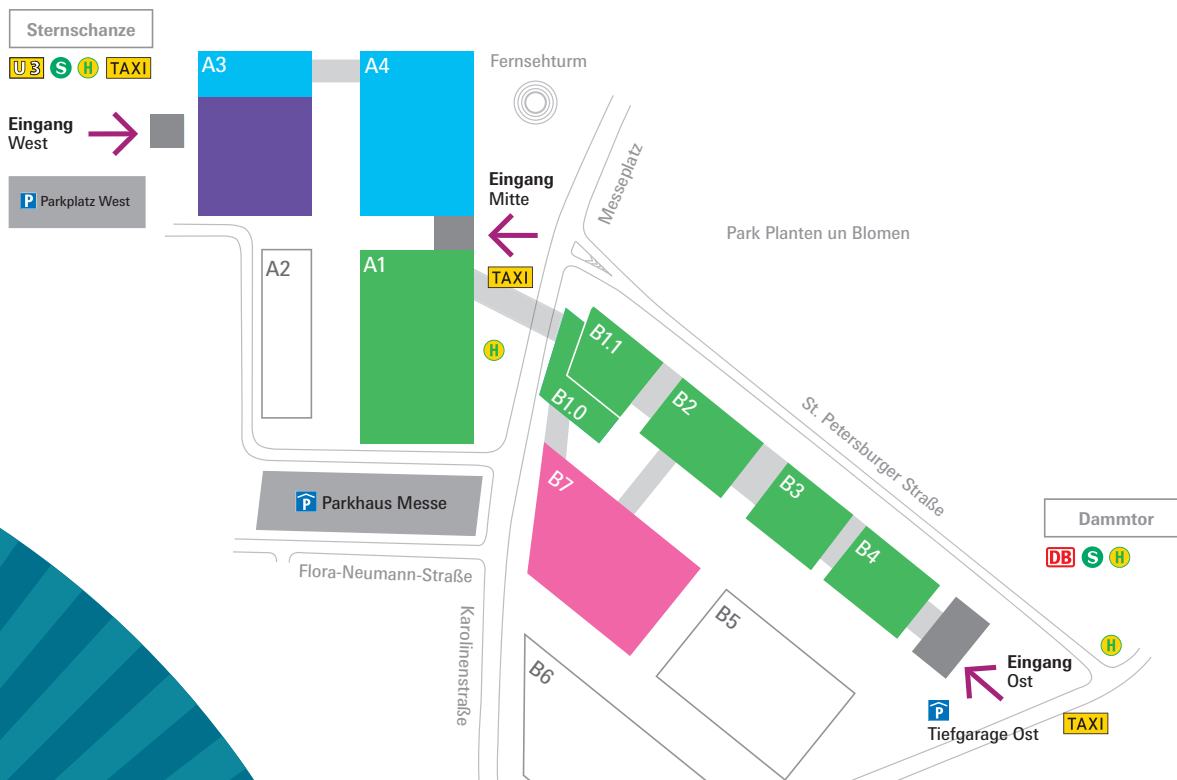 Sternschanze
U3 S H TAXI
Eingang
West
P Parkplatz West
A3
A4
Fernsehturm
Eingang
Mitte
TAXI
Messeplatz
Park Planten un Blomen
A2
A1
H
B1.1
B1.0
B2
B3
B4
St. Petersburger Straße
B7
P Parkhaus Messe
Flora-Neumann-Straße
Karolinenstraße
B5
B6
Dammtor
DB S H
H
Eingang
Ost
P
Tiefgarage Ost
TAXI